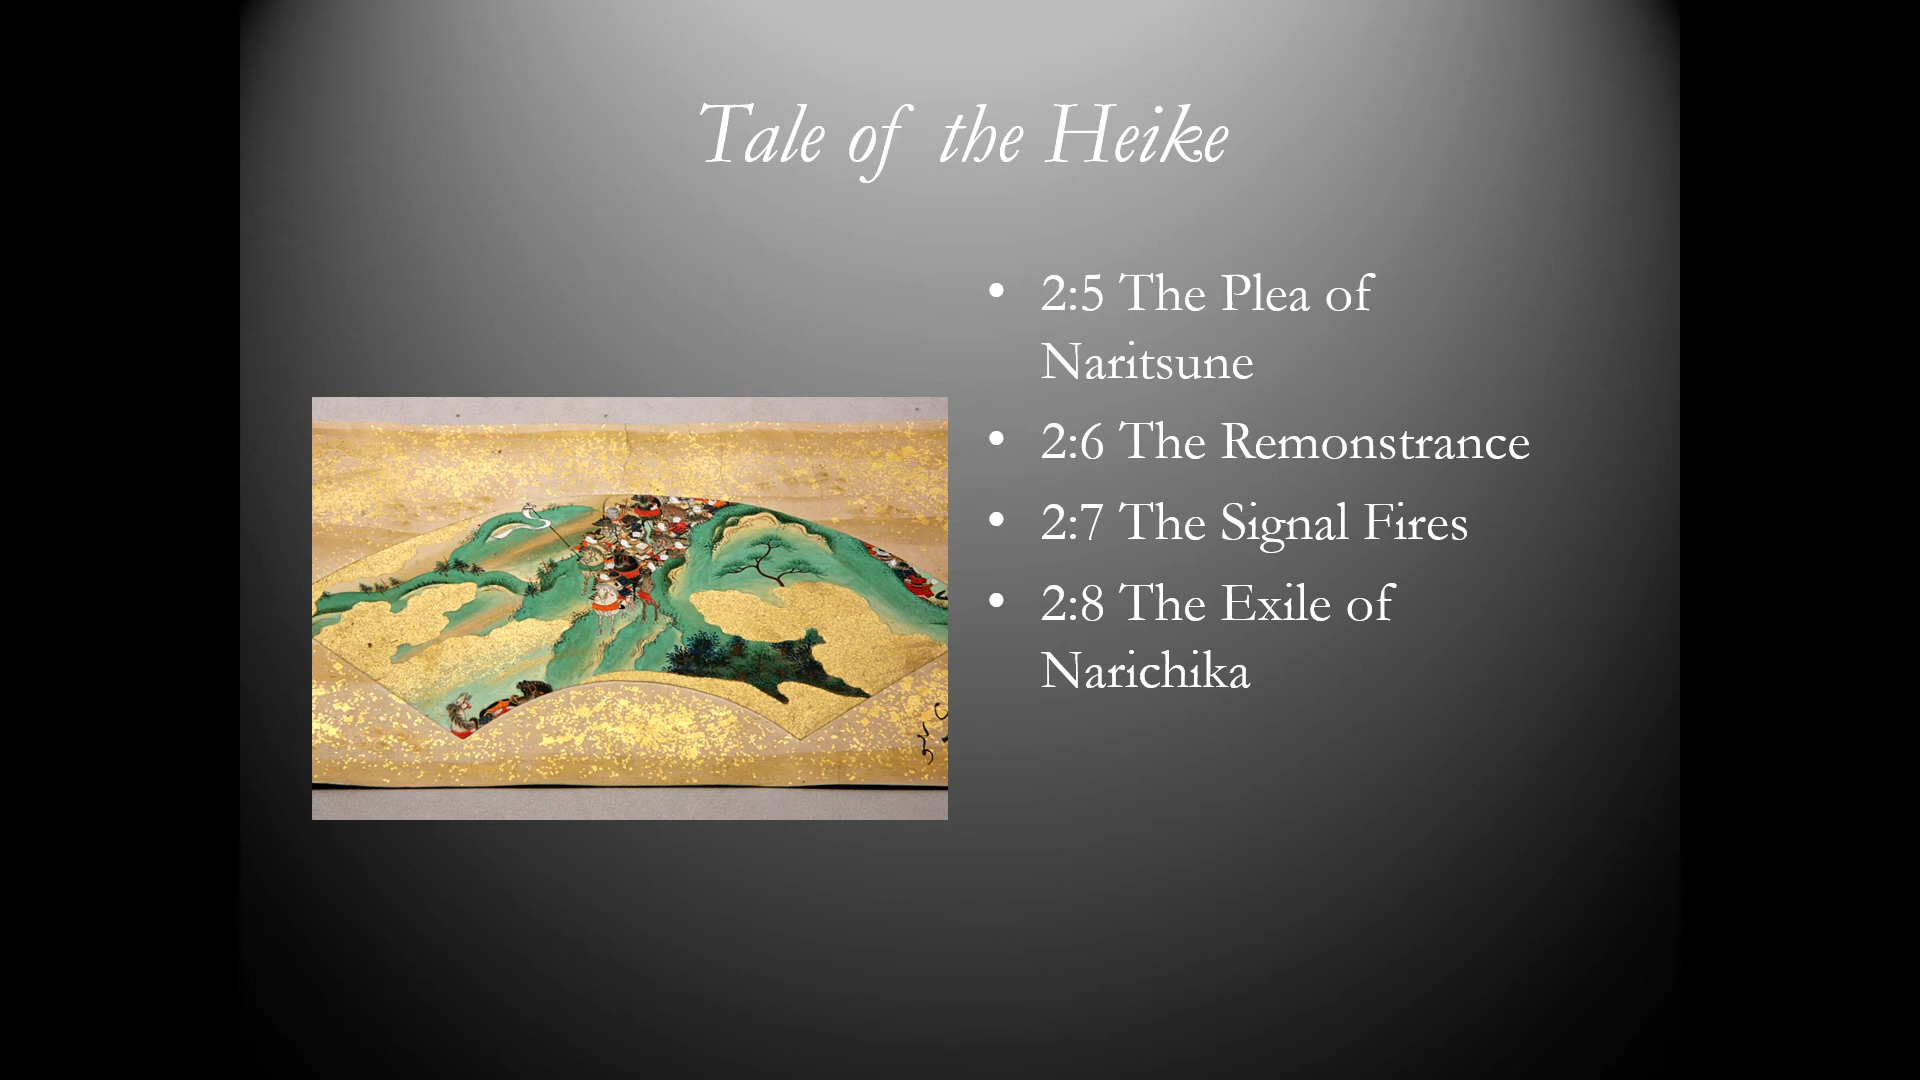 Tale of the Heike
• 2:5 The Plea of
Naritsune
• 2:6 The Remonstrance
• 2:7 The Signal Fires
• 2:8 The Exile of
Narichika